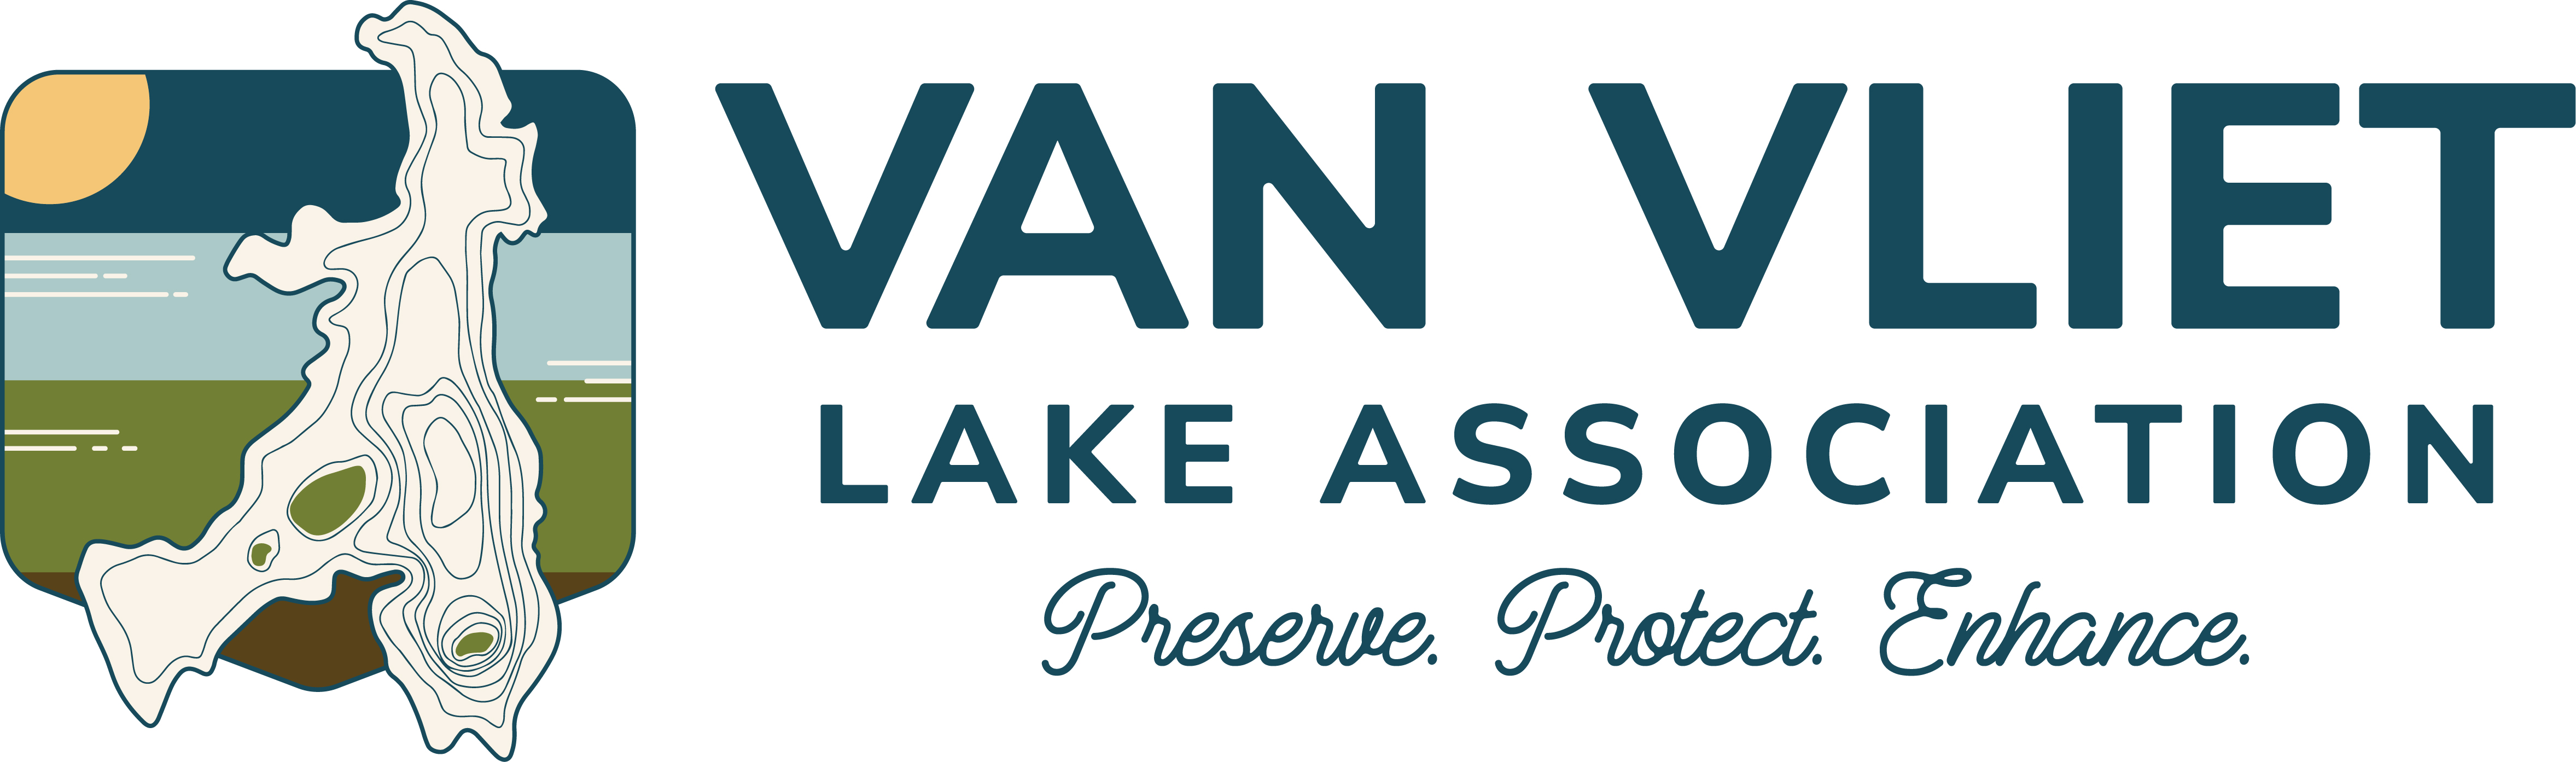 VAN VLIET
LAKE ASSOCIATION
Preserve. Protect. Enhance.